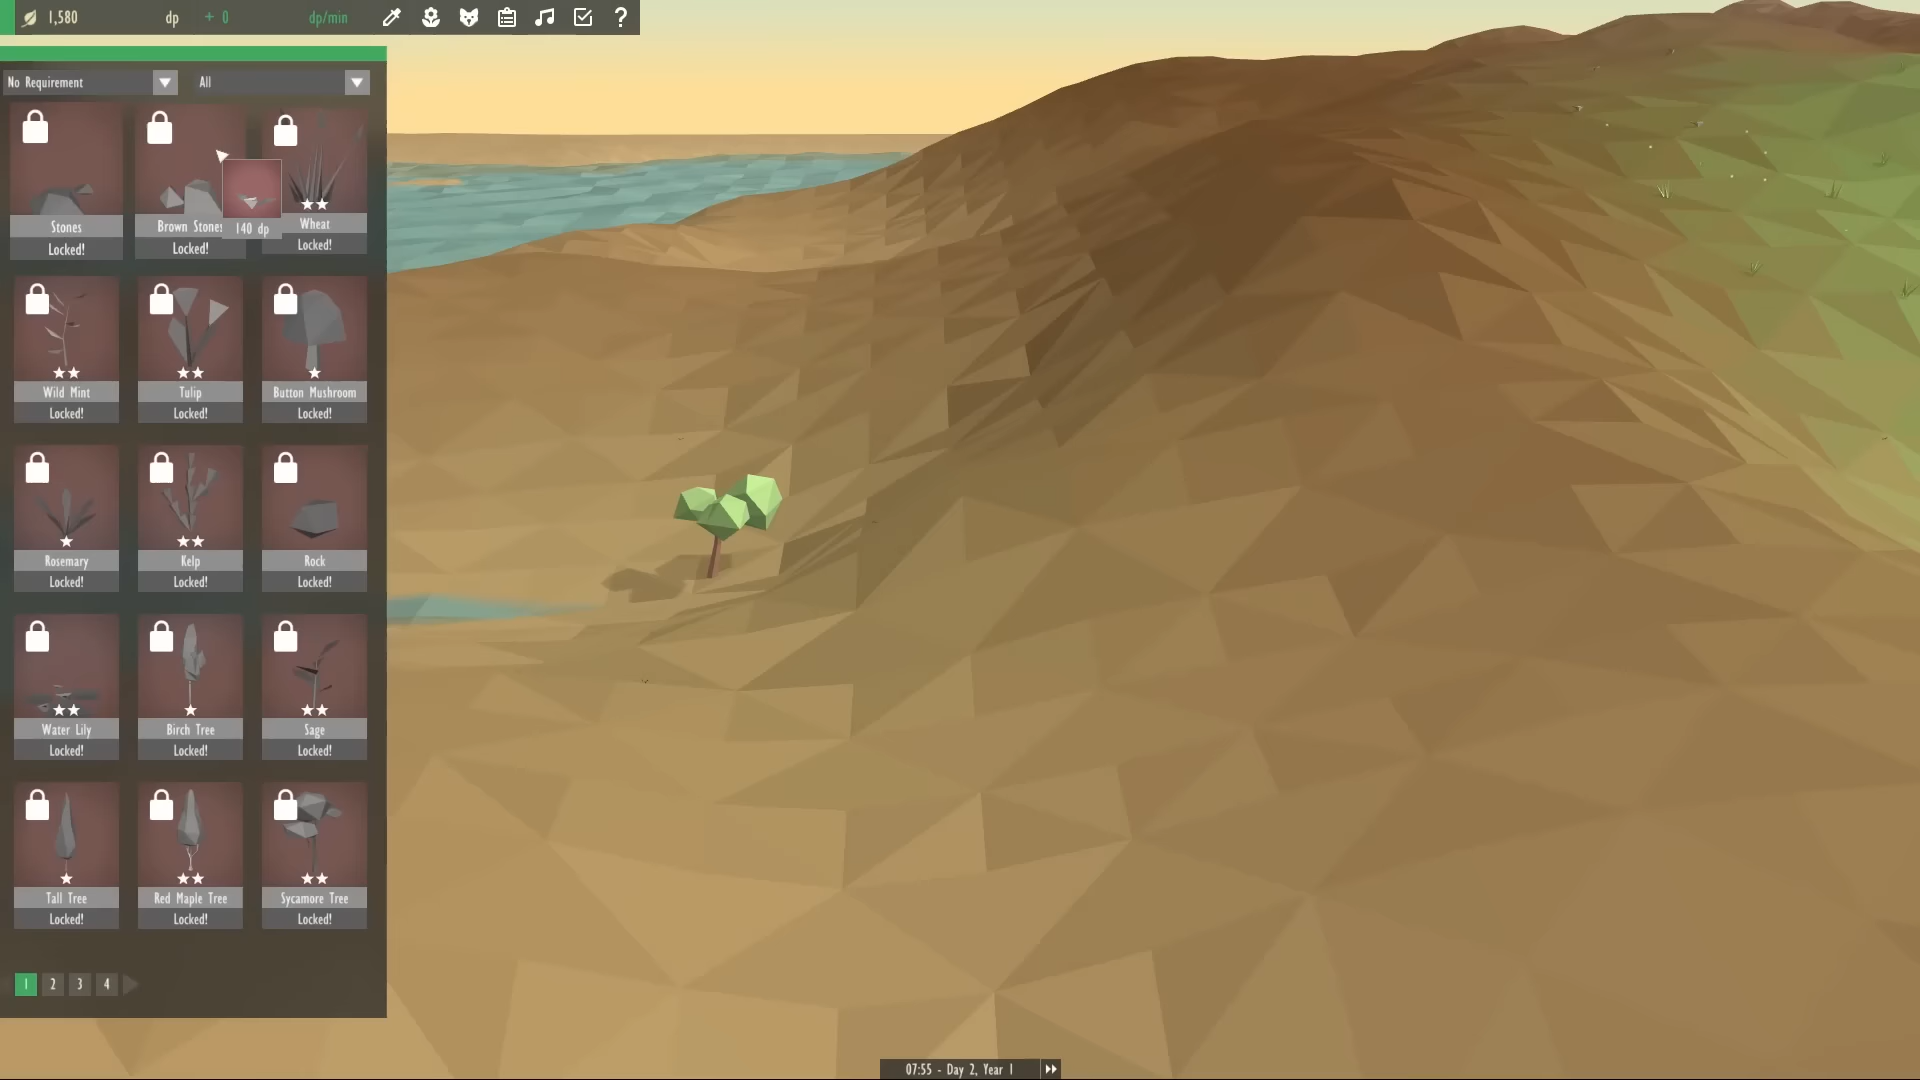 1,580 dp + 0 dp/min ?
No Requirement All
Stones
Locked!
Brown Stones
Locked!
140 dp
Wheat
Locked!
Wild Mint
Locked!
Tulip
Locked!
Button Mushroom
Locked!
Rosemary
Locked!
Kelp
Locked!
Rock
Locked!
Water Lily
Locked!
Birch Tree
Locked!
Sage
Locked!
Tall Tree
Locked!
Red Maple Tree
Locked!
Sycamore Tree
Locked!
1 2 3 4
07:55 - Day 2, Year 1